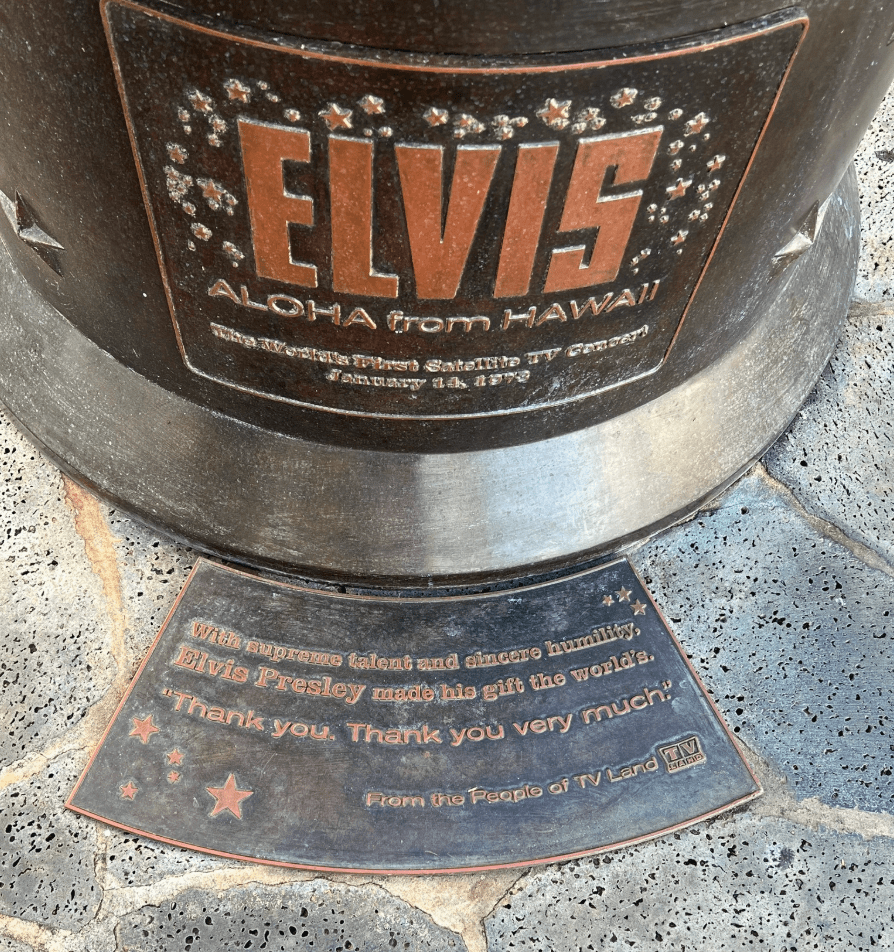 ELVIS
ALOHA from HAWAII
The World's First Satellite TV Concert
January 14, 1973
With supreme talent and sincere humility,
Elvis Presley made his gift the world's.
"Thank you. Thank you very much."
From the People of TV Land TV
LAND